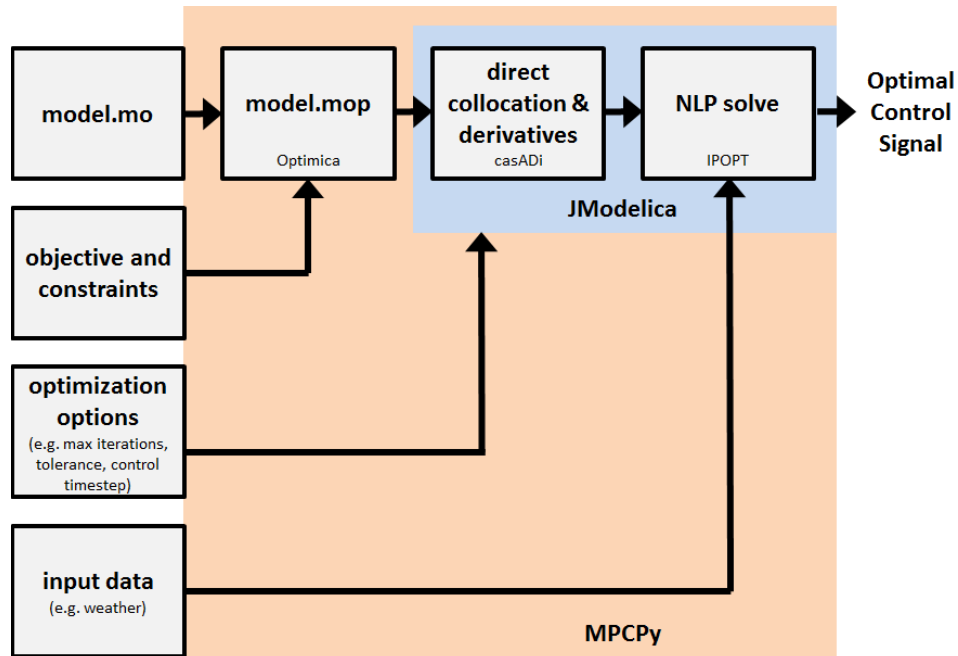 model.mo
model.mop
Optimica
direct
collocation &
derivatives
casADi
NLP solve
IPOPT
Optimal
Control
Signal
JModelica
objective and
constraints
optimization
options
(e.g. max iterations,
tolerance, control
timestep)
input data
(e.g. weather)
MPCPy